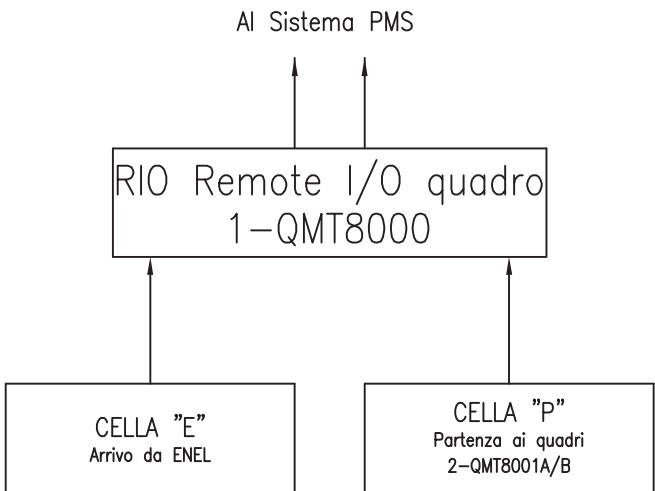 Al Sistema PMS
RIO Remote I/O quadro
1-QMT8000
CELLA "E"
Arrivo da ENEL
CELLA "P"
Partenza ai quadri
2-QMT8001A/B